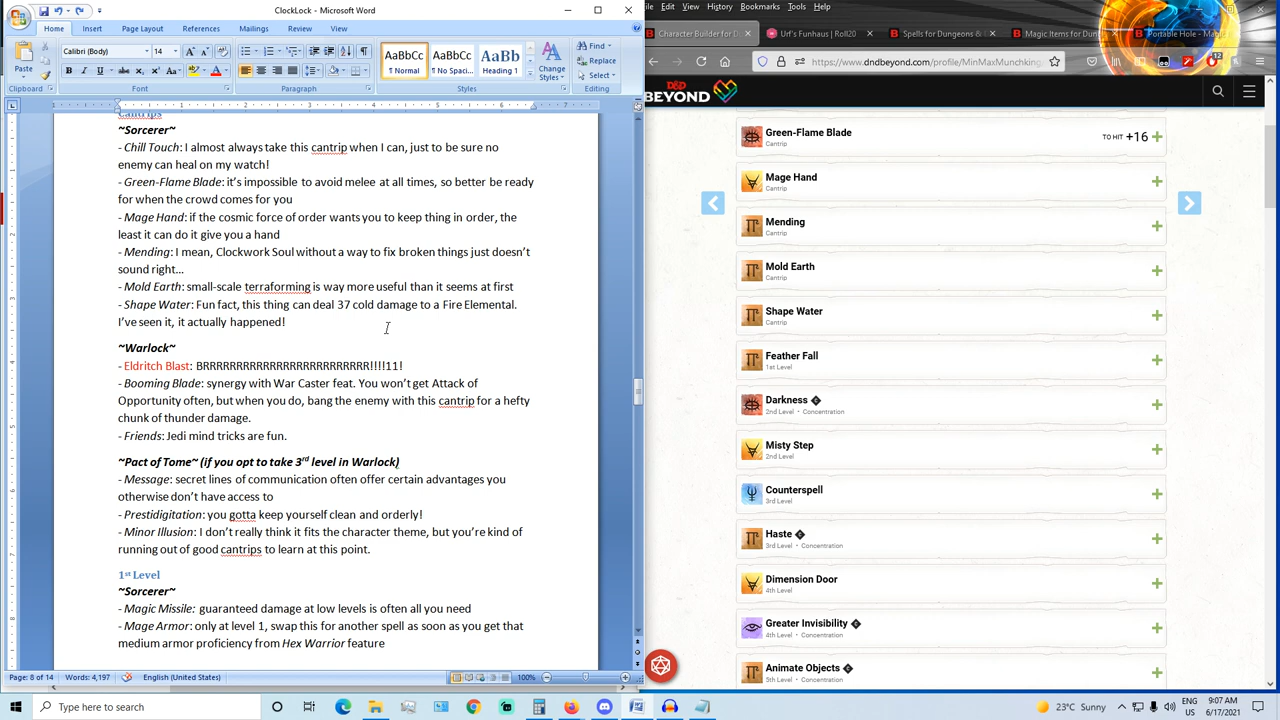 ClockLock - Microsoft Word
Home Insert Page Layout References Mailings Review View
Paste
Clipboard
Calibri (Body) 14
Font
Paragraph
AaBbCc AaBbCc AaBb
¶ Normal ¶ No Spaci... Heading 1
Change Styles
Styles
Find
Replace
Select
Editing
Cantrips
~Sorcerer~
- Chill Touch: I almost always take this cantrip when I can, just to be sure no
enemy can heal on my watch!
- Green-Flame Blade: it's impossible to avoid melee at all times, so better be ready
for when the crowd comes for you
- Mage Hand: if the cosmic force of order wants you to keep thing in order, the
least it can do it give you a hand
- Mending: I mean, Clockwork Soul without a way to fix broken things just doesn't
sound right...
- Mold Earth: small-scale terraforming is way more useful than it seems at first
- Shape Water: Fun fact, this thing can deal 37 cold damage to a Fire Elemental.
I've seen it, it actually happened!
~Warlock~
Eldritch Blast: BRRRRRRRRRRRRRRRRRRRRRRRRR!!!!11!
- Booming Blade: synergy with War Caster Feat. You won't get Attack of
Opportunity often, but when you do, bang the enemy with this cantrip for a hefty
chunk of thunder damage.
- Friends: Jedi mind tricks are fun.
~Pact of Tome~ (if you opt to take 3rd level in Warlock)
- Message: secret lines of communication often offer certain advantages you
otherwise don't have access to
- Prestidigitation: you gotta keep yourself clean and orderly!
- Minor Illusion: I don't really think it fits the character theme, but you're kind of
running out of good cantrips to learn at this point.
1st Level
~Sorcerer~
- Magic Missile: guaranteed damage at low levels is often all you need
- Mage Armor: only at level 1, swap this for another spell as soon as you get that
medium armor proficiency from Hex Warrior feature
Page: 8 of 14 Words: 4,197 English (United States) 100%
File Edit View History Bookmarks Tools Help
Character Builder for D Urf's Funhaus | Roll20 Spells for Dungeons & D Magic Items for Dun Portable Hole - Magic
https://www.dndbeyond.com/profile/MinMaxMunchking
D&D
BEYOND
Green-Flame Blade
Cantrip
TO HIT +16
Mage Hand
Cantrip
Mending
Cantrip
Mold Earth
Cantrip
Shape Water
Cantrip
Feather Fall
1st Level
Darkness
2nd Level • Concentration
Misty Step
2nd Level
Counterspell
3rd Level
Haste
3rd Level • Concentration
Dimension Door
4th Level
Greater Invisibility
4th Level • Concentration
Animate Objects
5th Level • Concentration
Type here to search
23°C Sunny
ENG
US
9:07 AM
6/17/2021